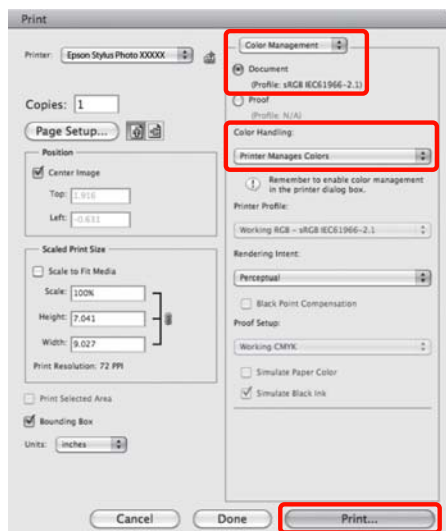 Print
Printer: Epson Stylus Photo XXXXX
Copies: 1
Page Setup...
Position
Center Image
Top: 1.916
Left: -0.631
Scaled Print Size
Scale to Fit Media
Scale: 100%
Height: 7.041
Width: 9.027
Print Resolution: 72 PPI
Print Selected Area
Bounding Box
Units: inches
Color Management
Document
(Profile: sRGB IEC61966-2.1)
Proof
(Profile: N/A)
Color Handling:
Printer Manages Colors
Remember to enable color management
in the printer dialog box.
Printer Profile:
Working RGB - sRGB IEC61966-2.1
Rendering Intent:
Perceptual
Black Point Compensation
Proof Setup:
Working CMYK
Simulate Paper Color
Simulate Black Ink
Cancel
Done
Print...